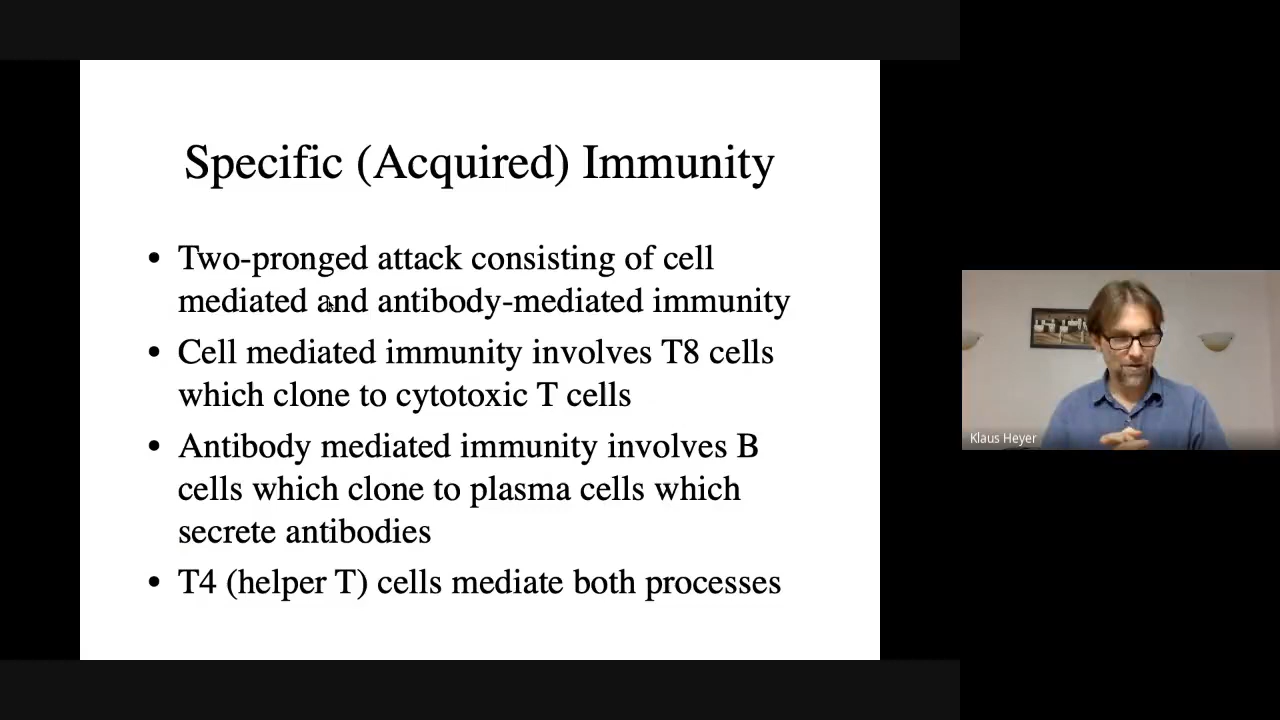 Specific (Acquired) Immunity
• Two-pronged attack consisting of cell
mediated and antibody-mediated immunity
• Cell mediated immunity involves T8 cells
which clone to cytotoxic T cells
• Antibody mediated immunity involves B
cells which clone to plasma cells which
secrete antibodies
• T4 (helper T) cells mediate both processes
Klaus Heyer